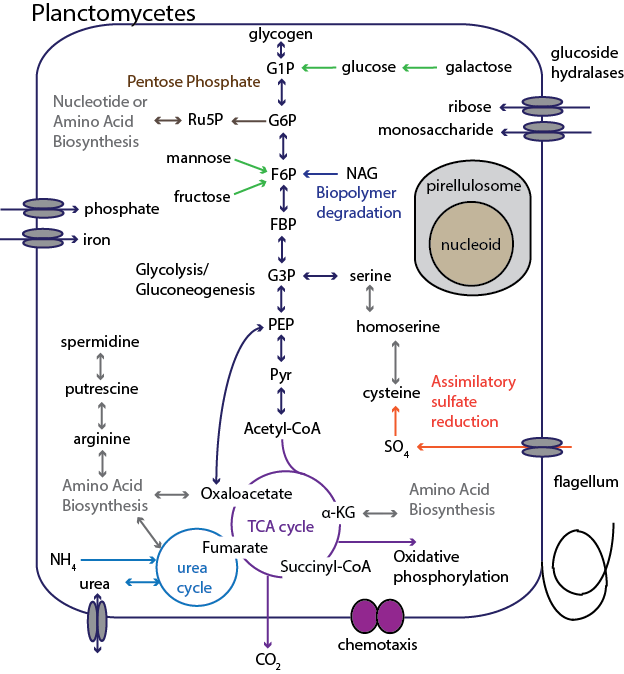 Planctomycetes
glycogen
G1P
glucose
galactose
glucoside
hydralases
Pentose Phosphate
Nucleotide or
Amino Acid
Biosynthesis
Ru5P
G6P
ribose
monosaccharide
mannose
fructose
F6P
NAG
Biopolymer
degradation
pirellulosome
nucleoid
phosphate
iron
FBP
Glycolysis/
Gluconeogenesis
G3P
serine
PEP
homoserine
spermidine
putrescine
arginine
Pyr
cysteine
Assimilatory
sulfate
reduction
Acetyl-CoA
SO4
flagellum
Amino Acid
Biosynthesis
Oxaloacetate
α-KG
Amino Acid
Biosynthesis
TCA cycle
Fumarate
Succinyl-CoA
Oxidative
phosphorylation
NH4
urea
urea
cycle
chemotaxis
CO2